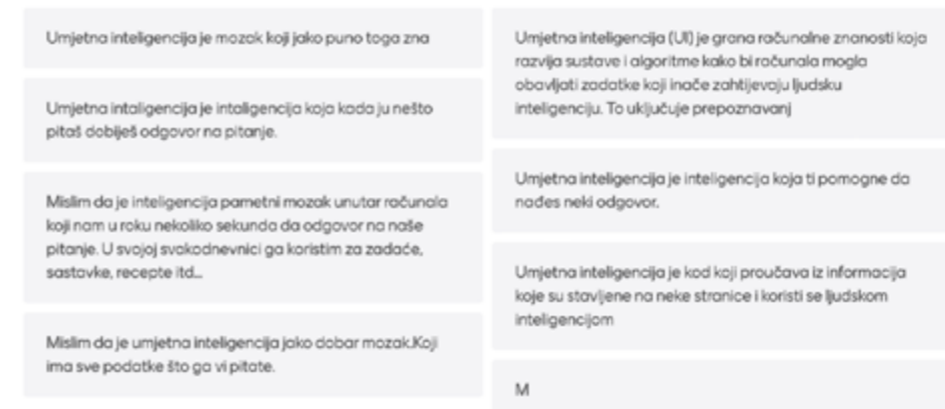 Umjetna inteligencija je mozak koji jako puno toga zna
Umjetna intaligencija je intaligencija koja kada ju nešto
pitaš dobiješ odgovor na pitanje.
Mislim da je inteligencija pametni mozak unutar računala
koji nam u roku nekoliko sekunda da odgovor na naše
pitanje. U svojoj svakodnevnici ga koristim za zadaće,
sastavke, recepte itd...
Mislim da je umjetna inteligencija jako dobar mozak.Koji
ima sve podatke što ga vi pitate.
Umjetna inteligencija (UI) je grana računalne znanosti koja
razvija sustave i algoritme kako bi računala mogla
obavljati zadatke koji inače zahtijevaju ljudsku
inteligenciju. To uključuje prepoznavanj
Umjetna inteligencija je inteligencija koja ti pomogne da
nađes neki odgovor.
Umjetna inteligencija je kod koji proučava iz informacija
koje su stavljene na neke stranice i koristi se ljudskom
inteligencijom
M